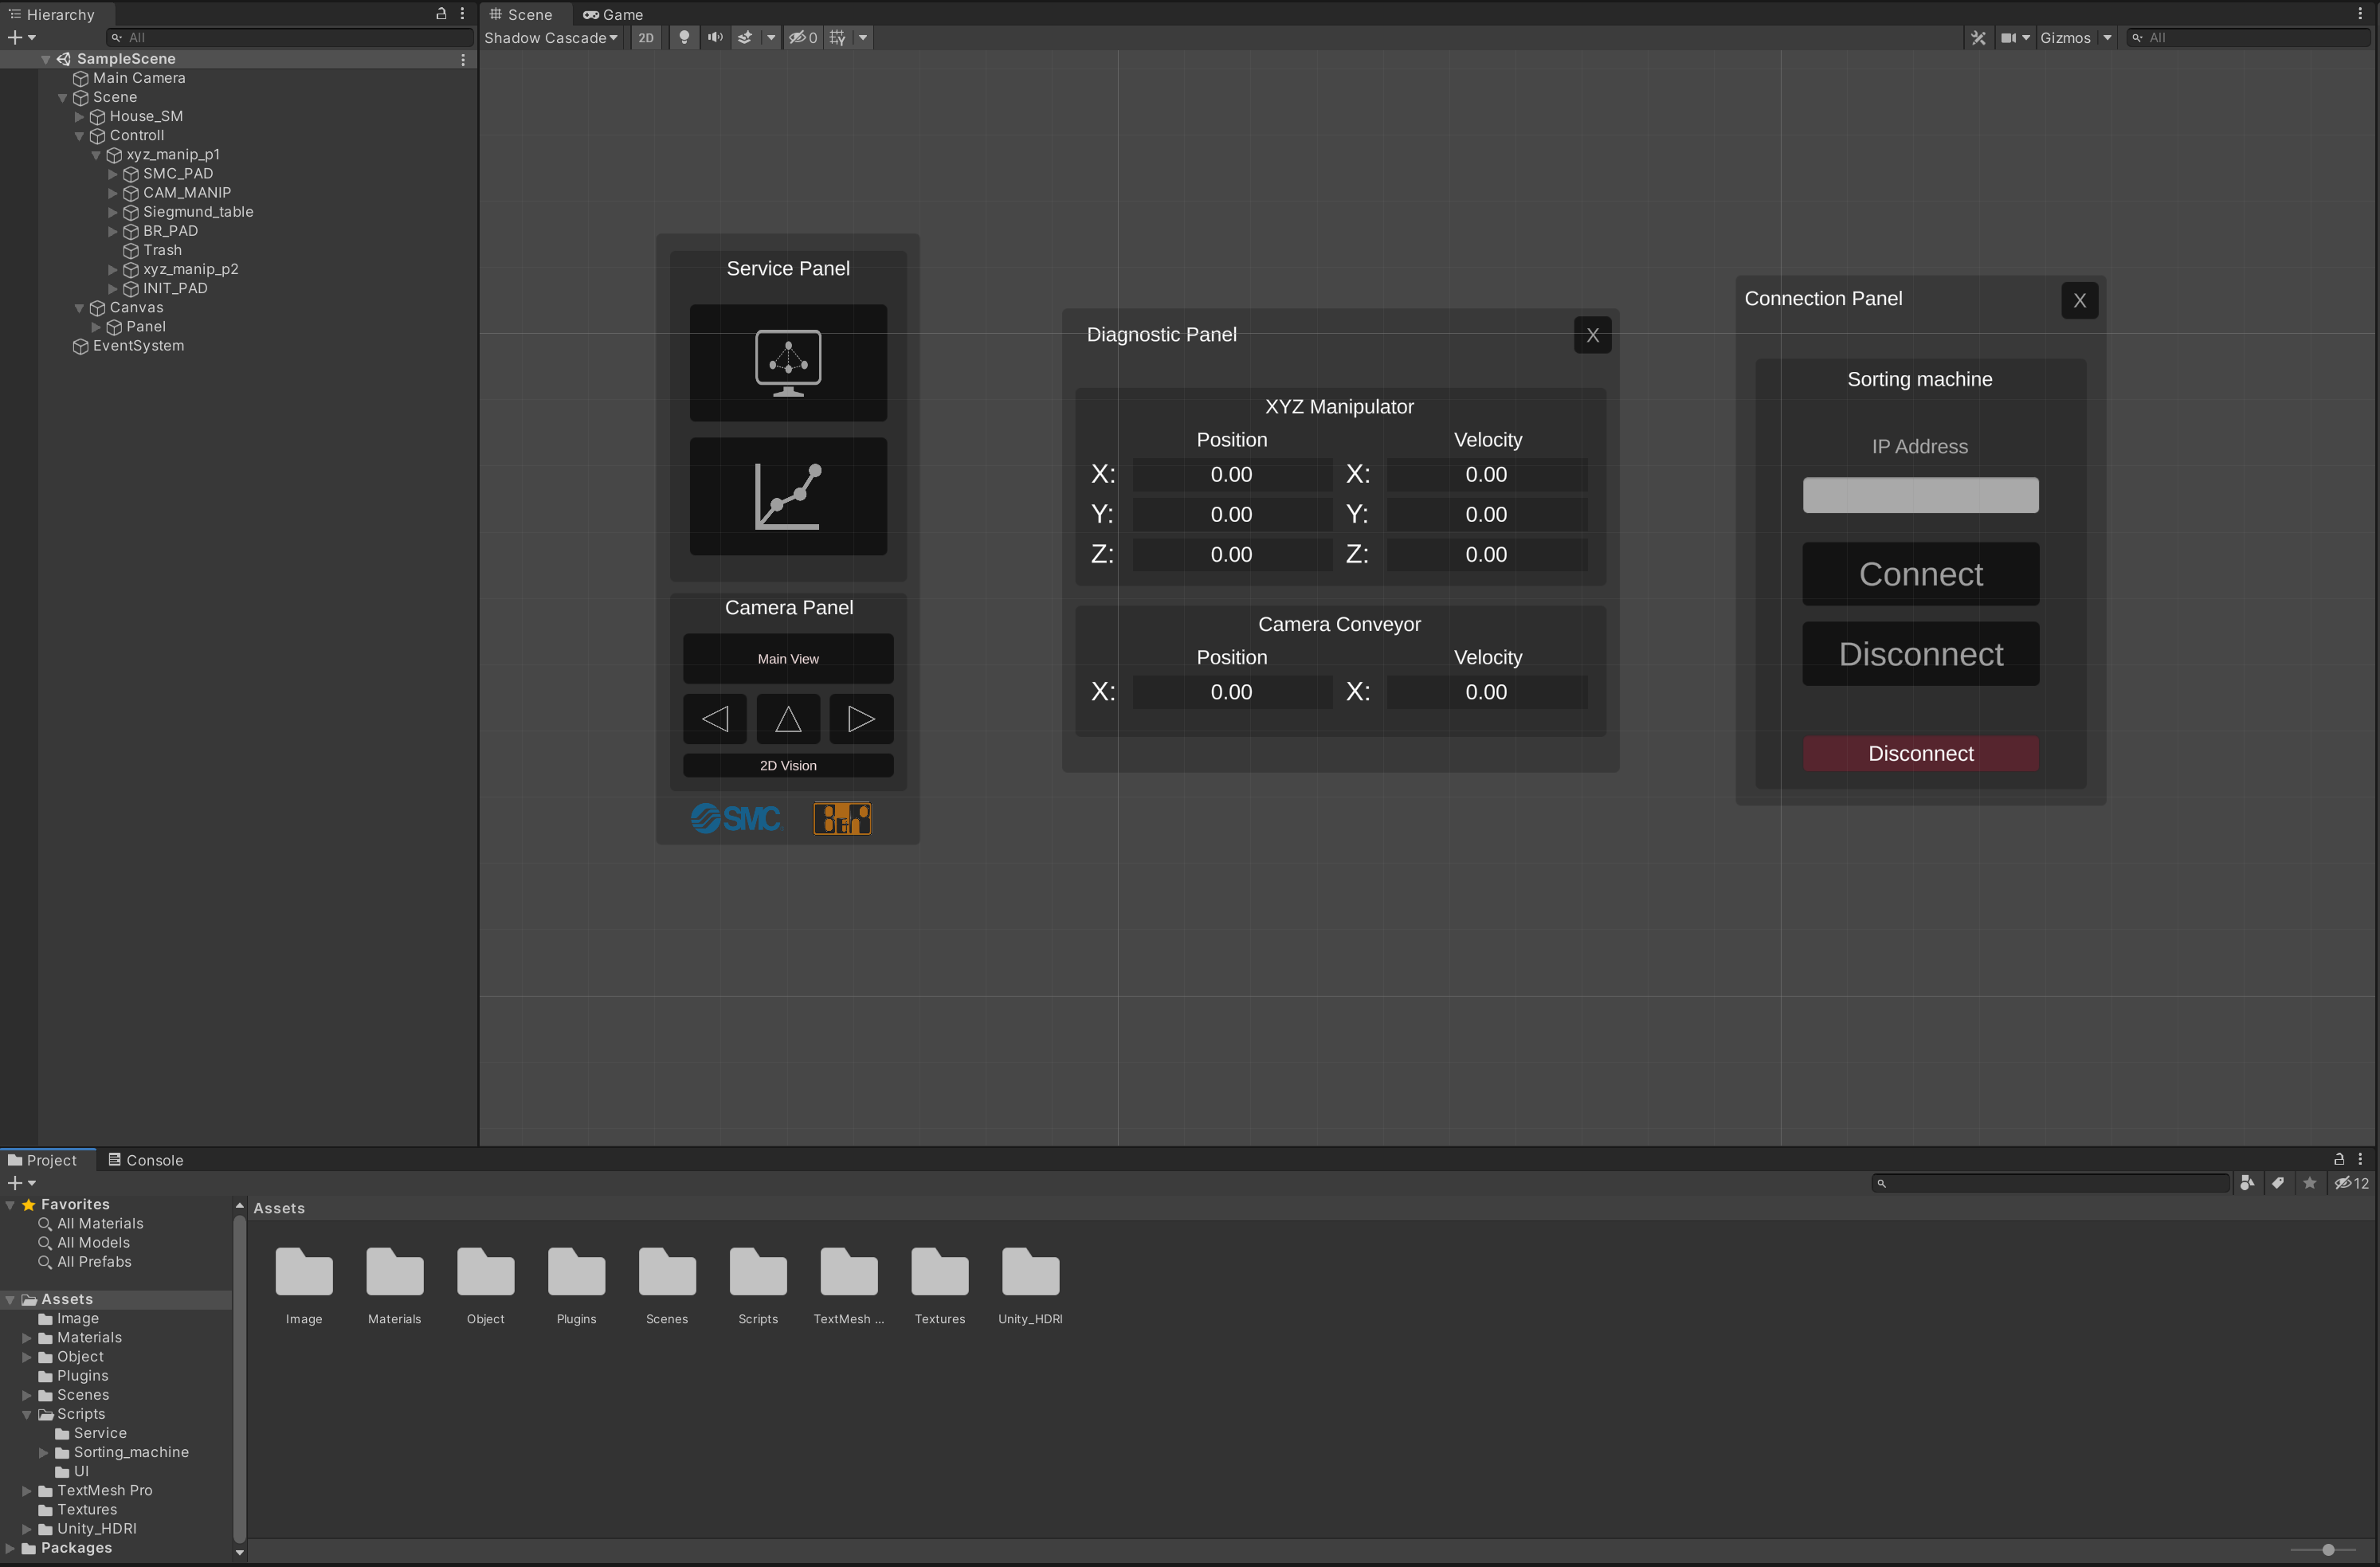 Hierarchy
All
SampleScene
Main Camera
Scene
House_SM
Controll
xyz_manip_p1
SMC_PAD
CAM_MANIP
Siegmund_table
BR_PAD
Trash
xyz_manip_p2
INIT_PAD
Canvas
Panel
EventSystem
Scene Game
Shadow Cascade 2D 0 Gizmos All
Service Panel
Camera Panel
Main View
2D Vision
SMC
Diagnostic Panel X
XYZ Manipulator
Position Velocity
X: 0.00 X: 0.00
Y: 0.00 Y: 0.00
Z: 0.00 Z: 0.00
Camera Conveyor
Position Velocity
X: 0.00 X: 0.00
Connection Panel X
Sorting machine
IP Address
Connect
Disconnect
Disconnect
Project Console
12
Favorites
All Materials
All Models
All Prefabs
Assets
Image
Materials
Object
Plugins
Scenes
Scripts
Service
Sorting_machine
UI
TextMesh Pro
Textures
Unity_HDRI
Packages
Assets
Image Materials Object Plugins Scenes Scripts TextMesh ... Textures Unity_HDRI